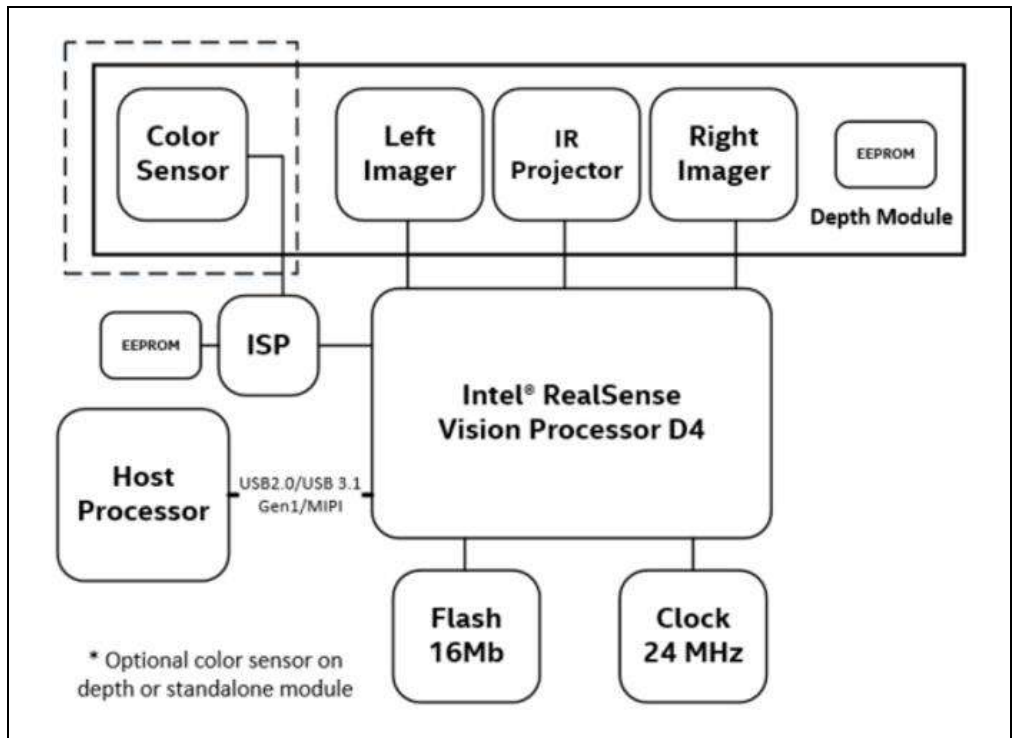 Color
Sensor
Left
Imager
IR
Projector
Right
Imager
EEPROM
Depth Module
EEPROM
ISP
Intel® RealSense
Vision Processor D4
Host
Processor
USB2.0/USB 3.1
Gen1/MIPI
Flash
16Mb
Clock
24 MHz
* Optional color sensor on
depth or standalone module